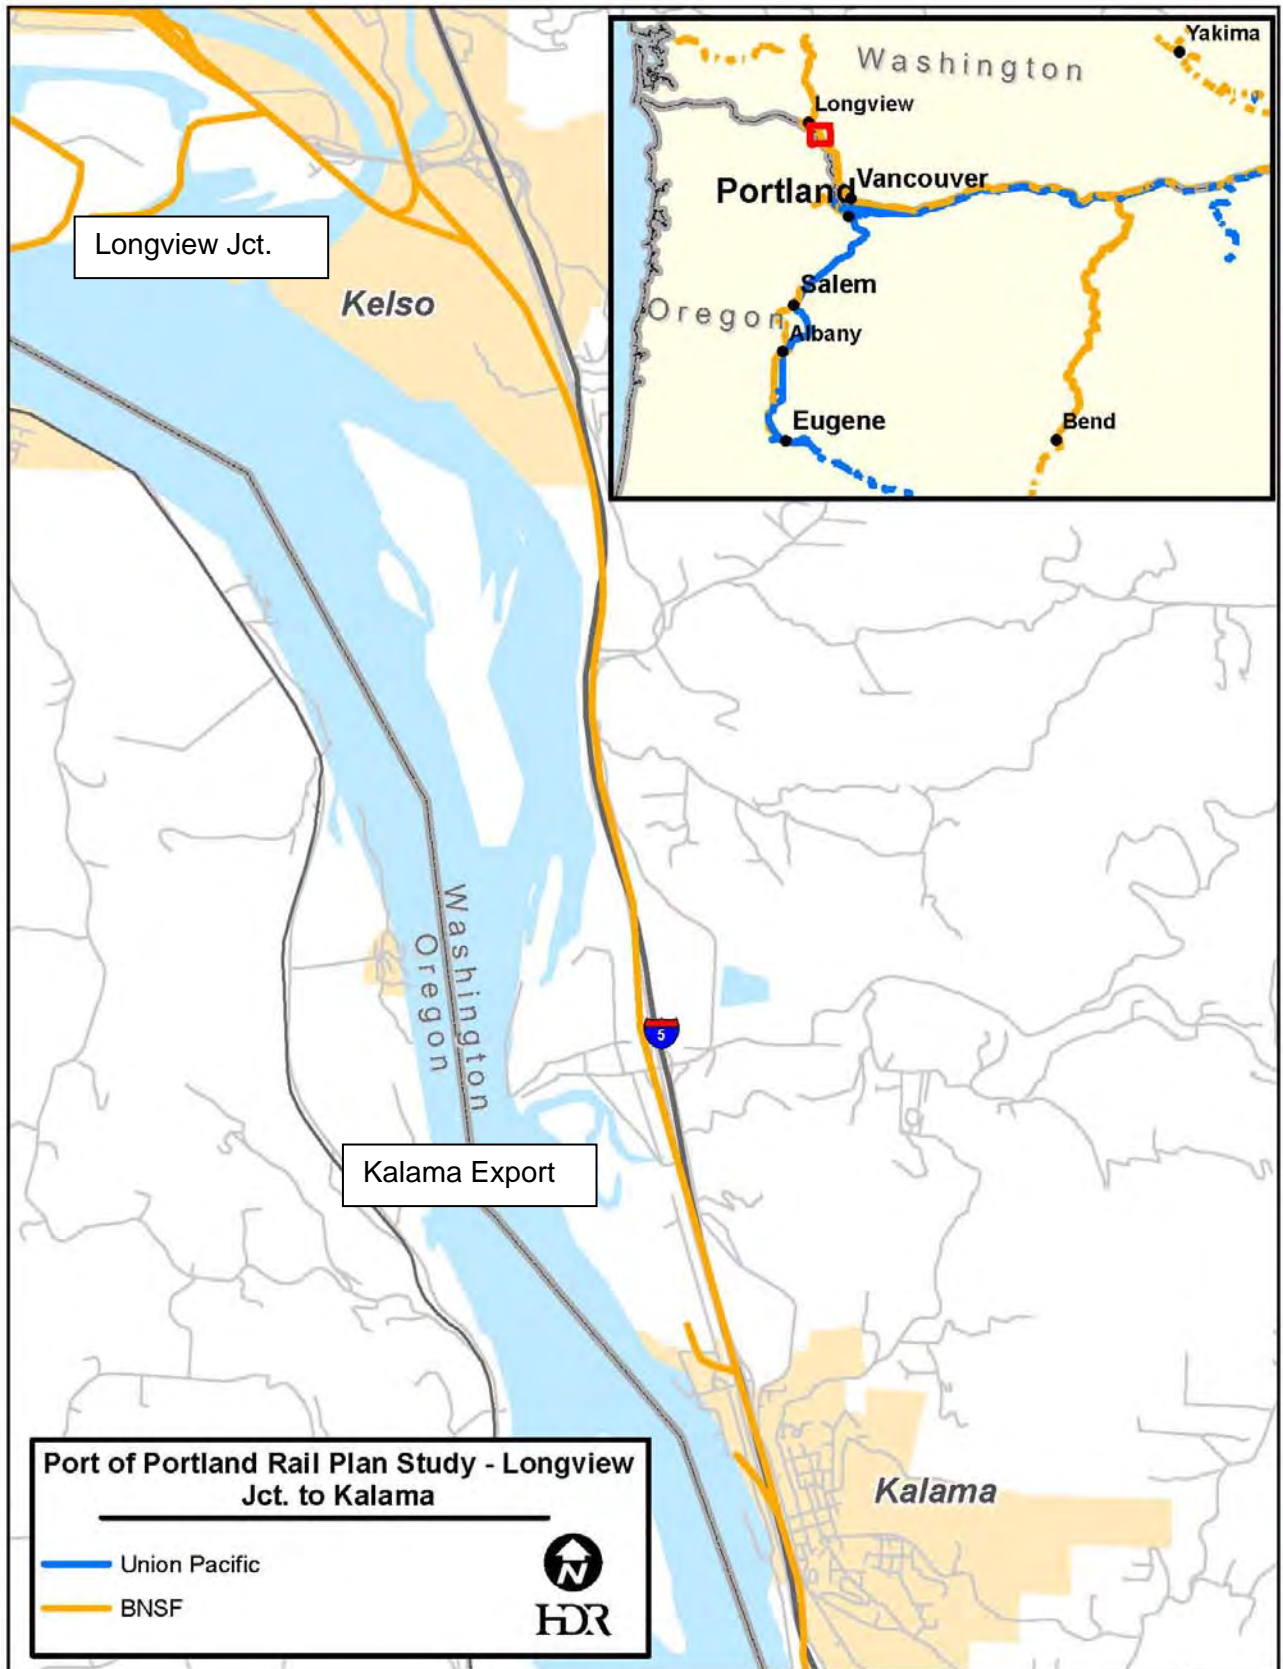 Yakima
Washington
Longview
Vancouver
Portland
Salem
Oregon
Albany
Eugene
Bend
Longview Jct.
Kelso
Washington
Oregon
5
Kalama Export
Kalama
Port of Portland Rail Plan Study - Longview
Jct. to Kalama
Union Pacific
BNSF
N
HDR